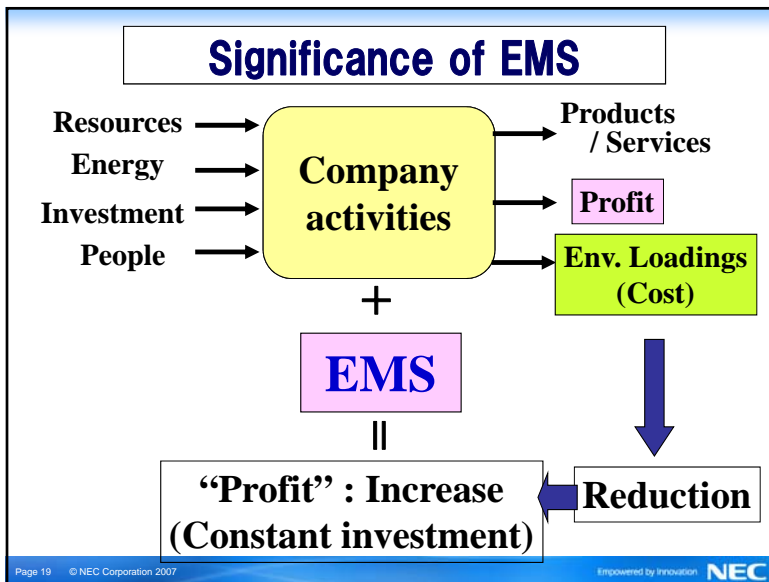 Significance of EMS
Resources
Energy
Investment
People
Company
activities
Products
/ Services
Profit
Env. Loadings
(Cost)
+
EMS
=
“Profit” : Increase
(Constant investment)
Reduction
Page 19 © NEC Corporation 2007
Empowered by Innovation NEC